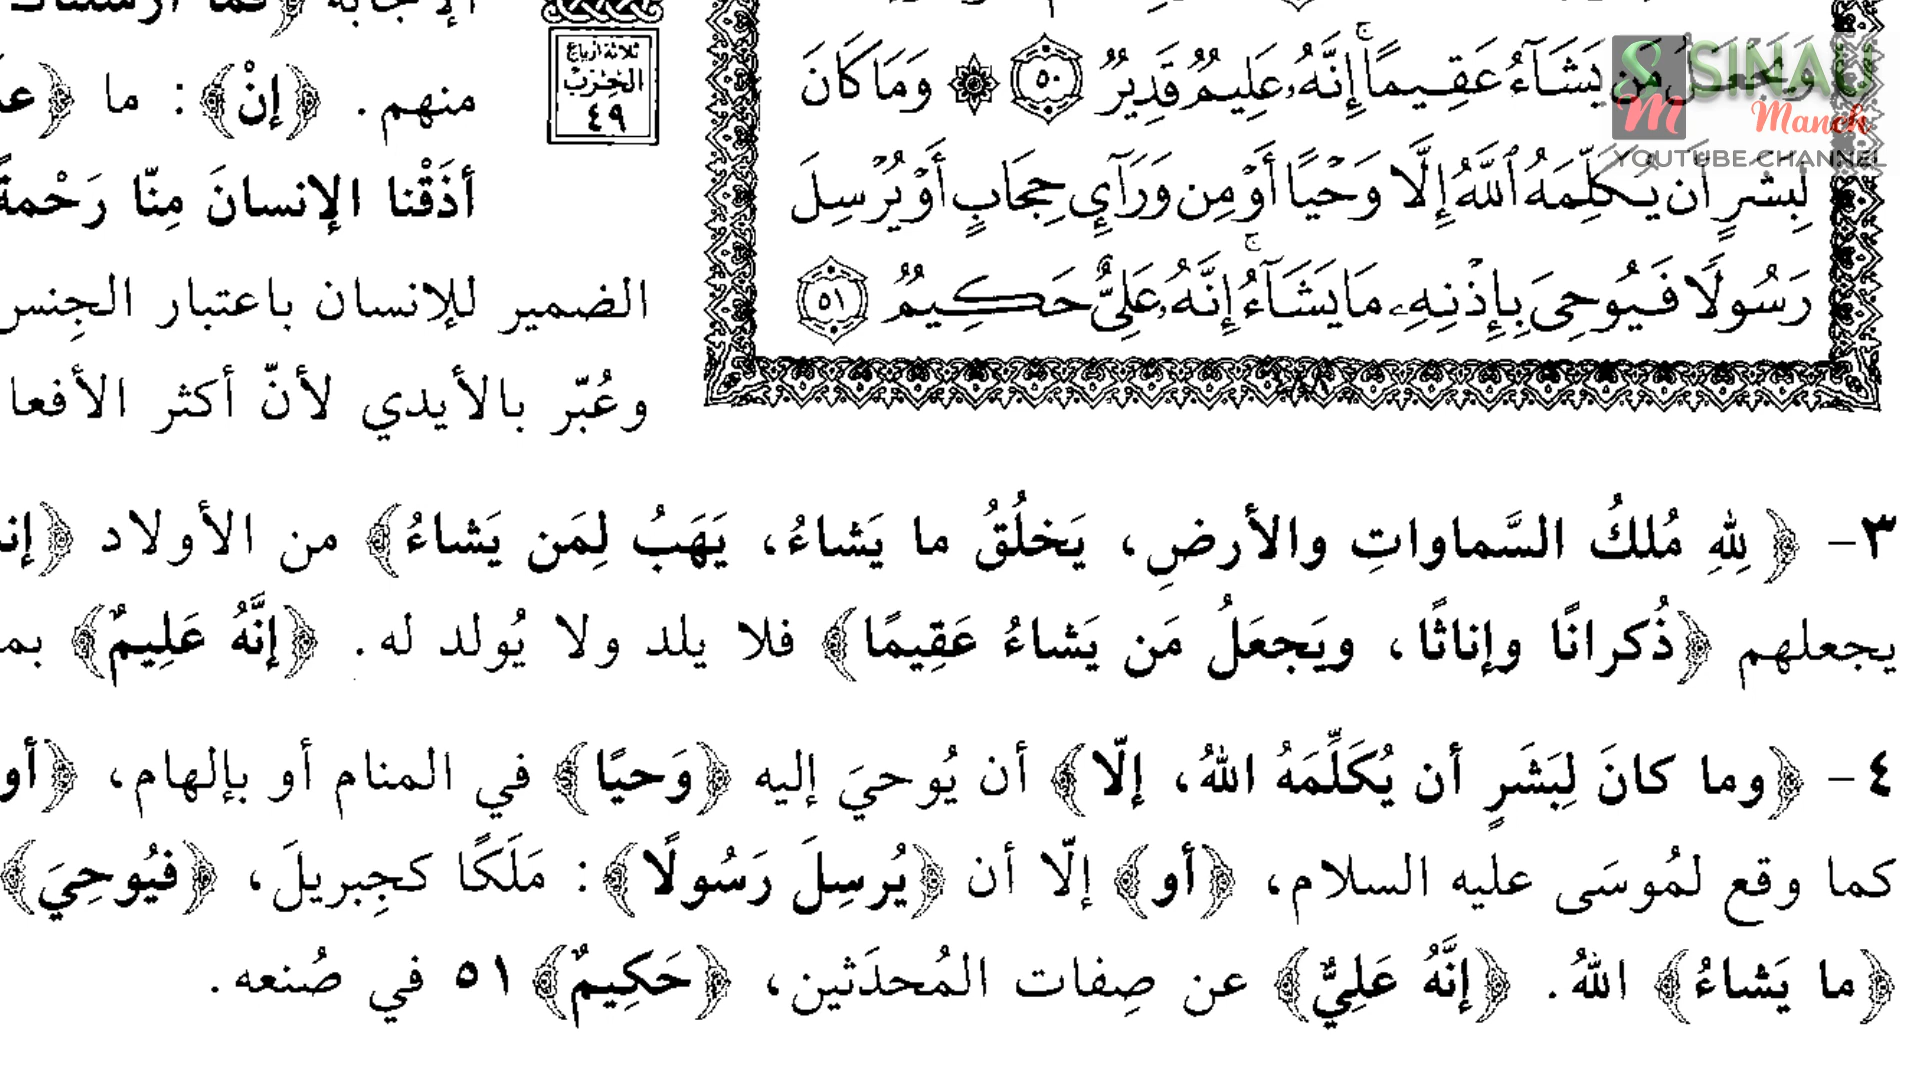 وَيَجْعَلُ مَن يَشَآءُ عَقِيمًا ۚ إِنَّهُۥ عَلِيمٌ قَدِيرٌ ٥٠ ۞ وَمَا كَانَ
لِبَشَرٍ أَن يُكَلِّمَهُ ٱللَّهُ إِلَّا وَحْيًا أَوْ مِن وَرَآيِٕ حِجَابٍ أَوْ يُرْسِلَ
رَسُولًا فَيُوحِىَ بِإِذْنِهِۦ مَا يَشَآءُ ۚ إِنَّهُۥ عَلِىٌّ حَكِيمٌ ٥١
SINAU
Manch
YOUTUBE CHANNEL
ثلاثة أرباع
الحزب
٤٩
منهم. ﴿إنْ﴾: ما
أذَقْنا الإنسانَ مِنّا رَحْمةً
الضمير للإنسان باعتبار الجِنس
وعُبّر بالأيدي لأنّ أكثر الأفعا
٣- ﴿لِلّٰهِ مُلكُ السَّماواتِ والأرضِ، يَخلُقُ ما يَشاءُ، يَهَبُ لِمَن يَشاءُ﴾ من الأولاد
يجعلهم ﴿ذُكرانًا وإناثًا، ويَجعَلُ مَن يَشاءُ عَقِيمًا﴾ فلا يلد ولا يُولد له. ﴿إنَّهُ عَلِيمٌ﴾
٤- ﴿وما كانَ لِبَشَرٍ أن يُكَلِّمَهُ اللهُ، إلّا﴾ أن يُوحيَ إليه ﴿وَحيًا﴾ في المنام أو بإلهام، ﴿أو
كما وقع لمُوسَى عليه السلام، ﴿أو﴾ إلّا أن ﴿يُرسِلَ رَسُولًا﴾: مَلَكًا كجِبريلَ، ﴿فيُوحِيَ﴾
﴿ما يَشاءُ﴾ اللهُ. ﴿إنَّهُ عَلِيٌّ﴾ عن صِفات المُحدَثين، ﴿حَكِيمٌ﴾ ٥١ في صُنعه.